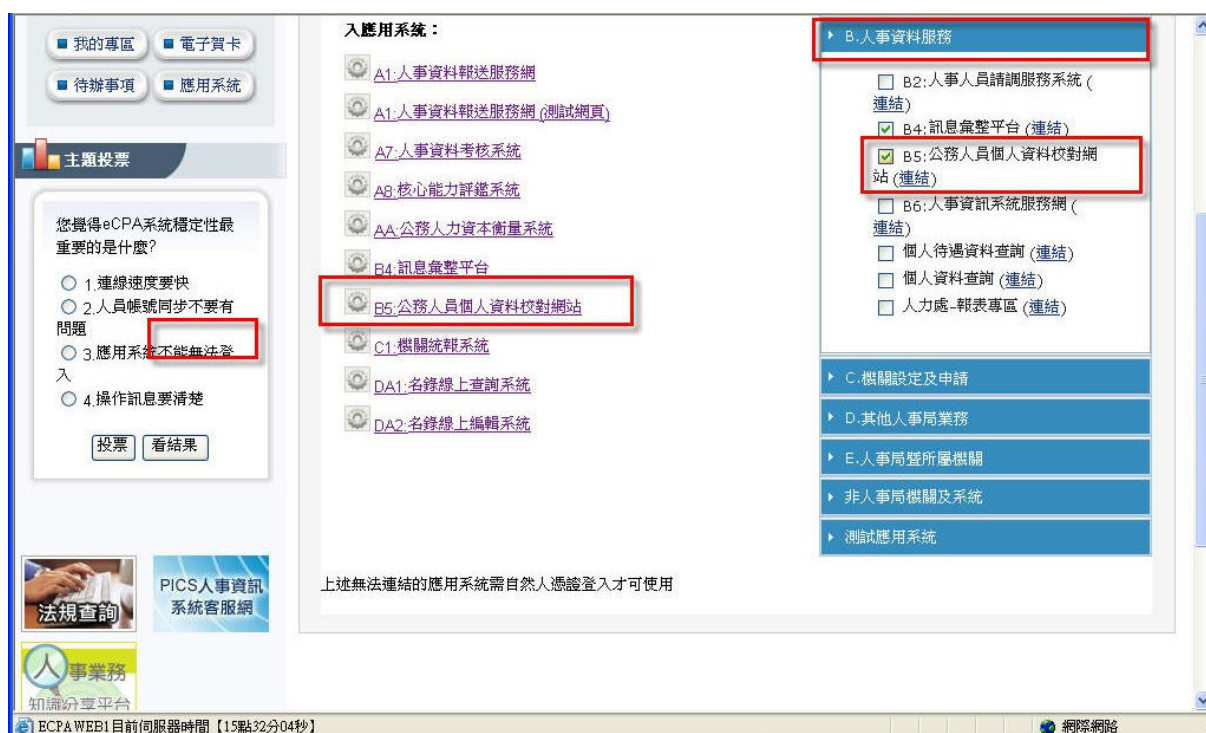 我的專區
電子賀卡
待辦事項
應用系統
主題投票
您覺得eCPA系統穩定性最
重要的是什麼?
1.連線速度要快
2.人員帳號同步不要有
問題
3.應用系統不能無法登
入
4.操作訊息要清楚
投票
看結果
法規查詢
PICS人事資訊
系統客服網
人事業務
知識分享平台
入應用系統：
A1:人事資料報送服務網
A1:人事資料報送服務網 (測試網頁)
A7:人事資料考核系統
A8:核心能力評鑑系統
AA:公務人力資本衡量系統
B4:訊息彙整平台
B5:公務人員個人資料校對網站
C1:機關統報系統
DA1:名錄線上查詢系統
DA2:名錄線上編輯系統
上述無法連結的應用系統需自然人憑證登入才可使用
B.人事資料服務
B2:人事人員請調服務系統 (
連結)
B4:訊息彙整平台 (連結)
B5:公務人員個人資料校對網
站 (連結)
B6:人事資訊系統服務網 (
連結)
個人待遇資料查詢 (連結)
個人資料查詢 (連結)
人力處-報表專區 (連結)
C.機關設定及申請
D.其他人事局業務
E.人事局暨所屬機關
非人事局機關及系統
測試應用系統
ECPA WEB1目前伺服器時間【15點32分04秒】
網際網路